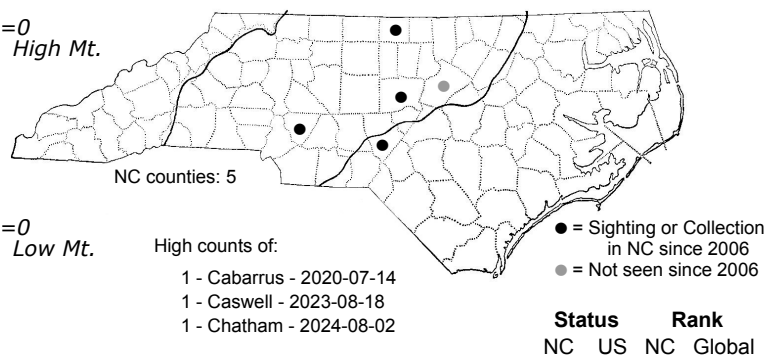 =0
High Mt.
NC counties: 5
=0
Low Mt.
High counts of:
1 - Cabarrus - 2020-07-14
1 - Caswell - 2023-08-18
1 - Chatham - 2024-08-02
● = Sighting or Collection
in NC since 2006
● = Not seen since 2006
Status Rank
NC US NC Global